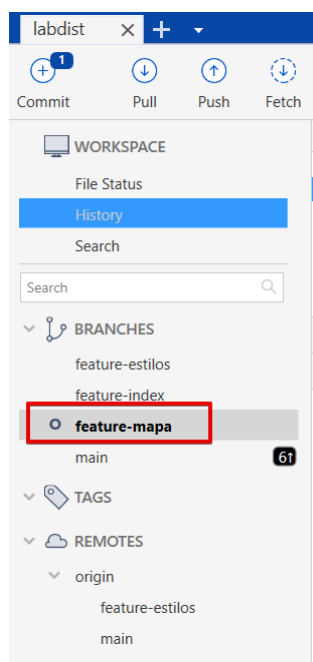 labdist
1
Commit Pull Push Fetch
WORKSPACE
File Status
History
Search
Search
BRANCHES
feature-estilos
feature-index
feature-mapa
main 6↑
TAGS
REMOTES
origin
feature-estilos
main